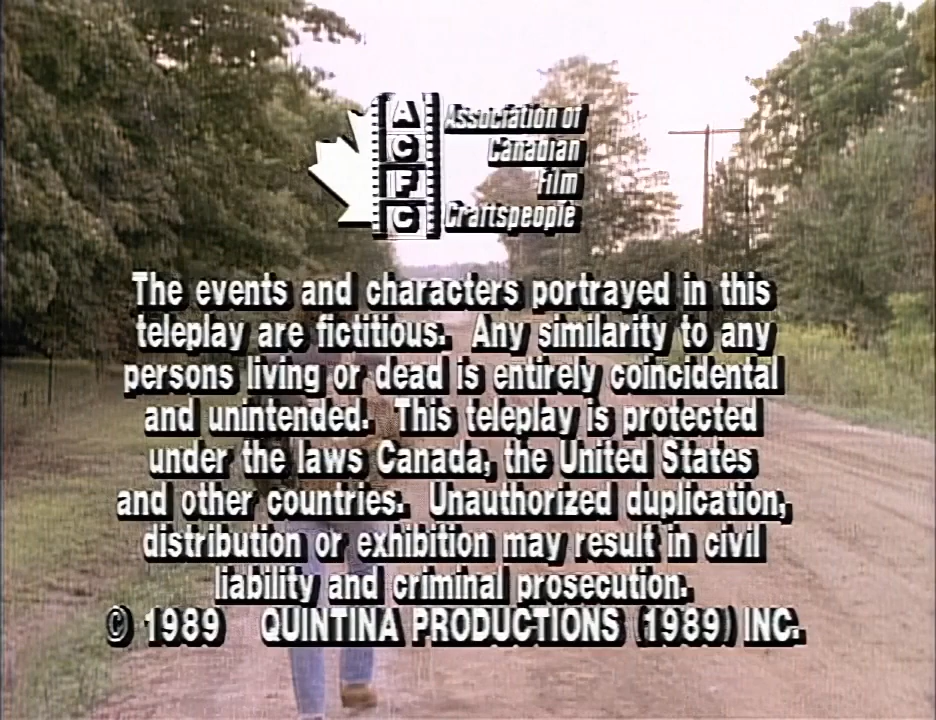 A
C
F
C
Association of
Canadian
Film
Craftspeople
The events and characters portrayed in this
teleplay are fictitious. Any similarity to any
persons living or dead is entirely coincidental
and unintended. This teleplay is protected
under the laws Canada, the United States
and other countries. Unauthorized duplication,
distribution or exhibition may result in civil
liability and criminal prosecution.
© 1989 QUINTINA PRODUCTIONS (1989) INC.